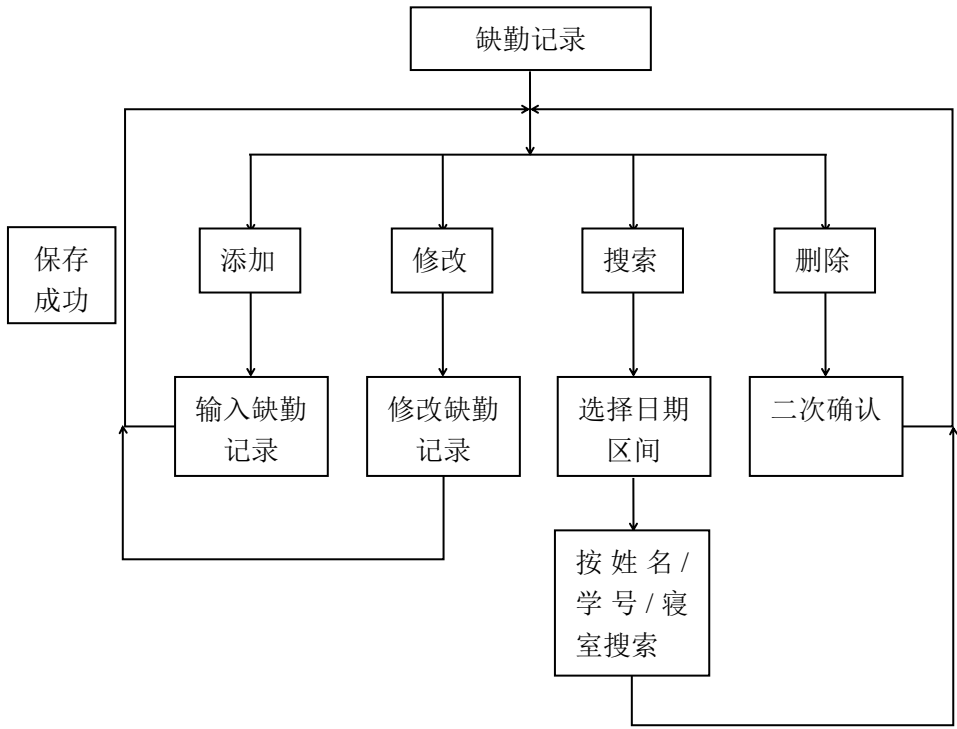 缺勤记录
保存
成功
添加
修改
搜索
删除
输入缺勤
记录
修改缺勤
记录
选择日期
区间
二次确认
按姓名/
学号/寝
室搜索